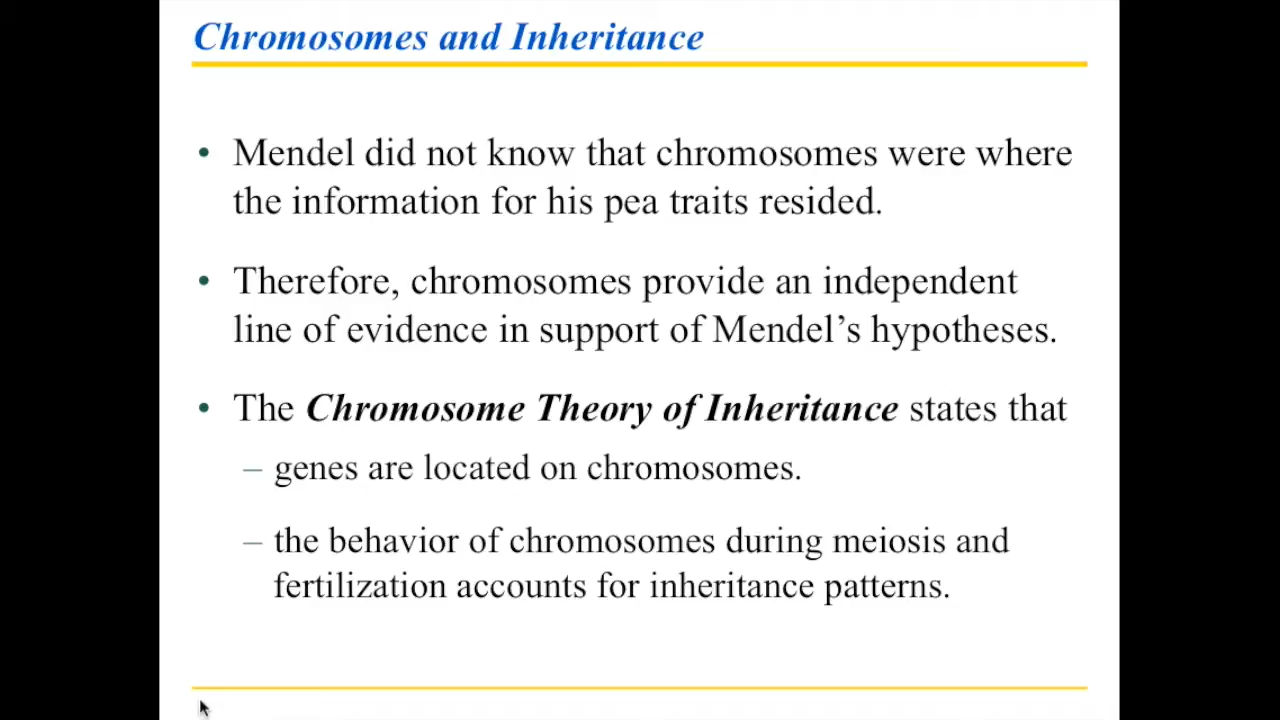 Chromosomes and Inheritance
• Mendel did not know that chromosomes were where
the information for his pea traits resided.
• Therefore, chromosomes provide an independent
line of evidence in support of Mendel’s hypotheses.
• The Chromosome Theory of Inheritance states that
– genes are located on chromosomes.
– the behavior of chromosomes during meiosis and
fertilization accounts for inheritance patterns.